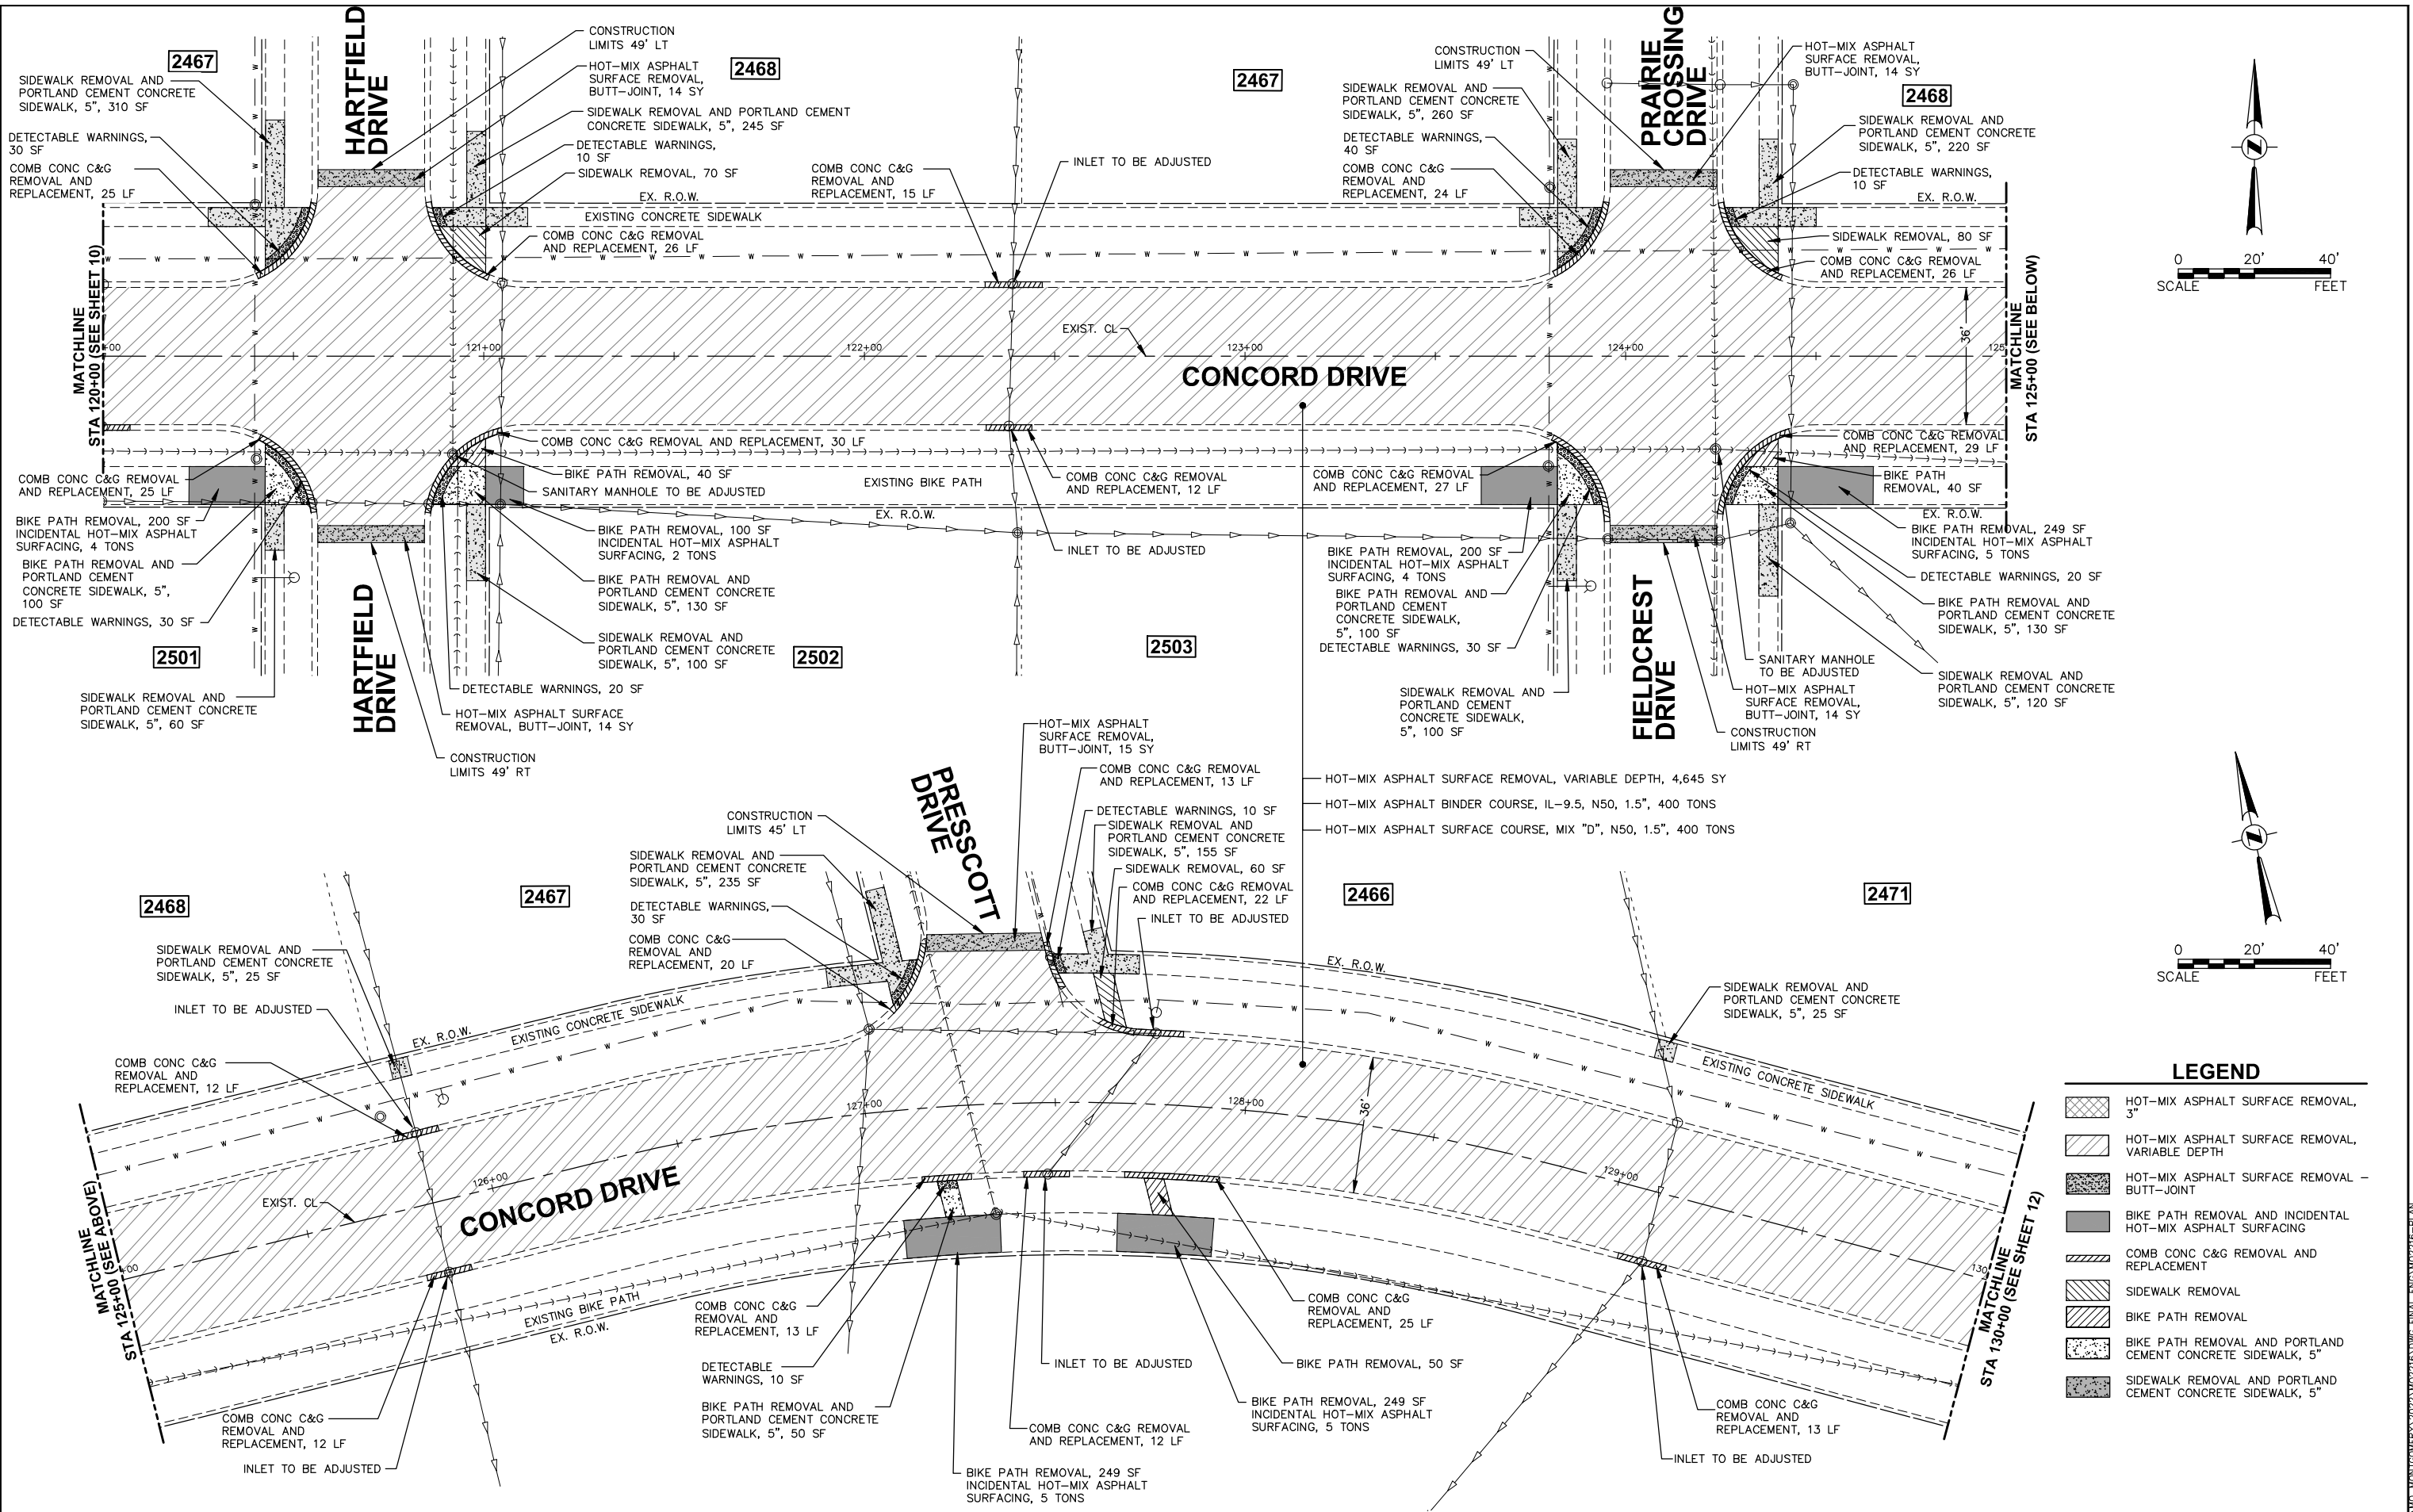 2467
SIDEWALK REMOVAL AND
PORTLAND CEMENT CONCRETE
SIDEWALK, 5", 310 SF
DETECTABLE WARNINGS,
30 SF
COMB CONC C&G
REMOVAL AND
REPLACEMENT, 25 LF
HARTFIELD
DRIVE
CONSTRUCTION
LIMITS 49' LT
HOT-MIX ASPHALT
SURFACE REMOVAL,
BUTT-JOINT, 14 SY
2468
SIDEWALK REMOVAL AND PORTLAND CEMENT
CONCRETE SIDEWALK, 5", 245 SF
DETECTABLE WARNINGS,
10 SF
SIDEWALK REMOVAL, 70 SF
EX. R.O.W.
EXISTING CONCRETE SIDEWALK
COMB CONC C&G REMOVAL
AND REPLACEMENT, 26 LF
COMB CONC C&G
REMOVAL AND
REPLACEMENT, 15 LF
INLET TO BE ADJUSTED
2467
CONSTRUCTION
LIMITS 49' LT
SIDEWALK REMOVAL AND
PORTLAND CEMENT CONCRETE
SIDEWALK, 5", 260 SF
DETECTABLE WARNINGS,
40 SF
COMB CONC C&G
REMOVAL AND
REPLACEMENT, 24 LF
PRAIRIE
CROSSING
DRIVE
HOT-MIX ASPHALT
SURFACE REMOVAL,
BUTT-JOINT, 14 SY
2468
SIDEWALK REMOVAL AND
PORTLAND CEMENT CONCRETE
SIDEWALK, 5", 220 SF
DETECTABLE WARNINGS,
10 SF
EX. R.O.W.
SIDEWALK REMOVAL, 80 SF
COMB CONC C&G REMOVAL
AND REPLACEMENT, 26 LF
0 20' 40'
SCALE FEET
MATCHLINE
STA 120+00 (SEE SHEET 10)
+00
121+00
122+00
123+00
124+00
125
EXIST. CL
CONCORD DRIVE
36'
MATCHLINE
STA 125+00 (SEE BELOW)
COMB CONC C&G REMOVAL
AND REPLACEMENT, 25 LF
BIKE PATH REMOVAL, 200 SF
INCIDENTAL HOT-MIX ASPHALT
SURFACING, 4 TONS
BIKE PATH REMOVAL AND
PORTLAND CEMENT
CONCRETE SIDEWALK, 5",
100 SF
DETECTABLE WARNINGS, 30 SF
2501
SIDEWALK REMOVAL AND
PORTLAND CEMENT CONCRETE
SIDEWALK, 5", 60 SF
HARTFIELD
DRIVE
COMB CONC C&G REMOVAL AND REPLACEMENT, 30 LF
BIKE PATH REMOVAL, 40 SF
SANITARY MANHOLE TO BE ADJUSTED
BIKE PATH REMOVAL, 100 SF
INCIDENTAL HOT-MIX ASPHALT
SURFACING, 2 TONS
BIKE PATH REMOVAL AND
PORTLAND CEMENT CONCRETE
SIDEWALK, 5", 130 SF
SIDEWALK REMOVAL AND
PORTLAND CEMENT CONCRETE
SIDEWALK, 5", 100 SF
2502
DETECTABLE WARNINGS, 20 SF
HOT-MIX ASPHALT SURFACE
REMOVAL, BUTT-JOINT, 14 SY
CONSTRUCTION
LIMITS 49' RT
EXISTING BIKE PATH
EX. R.O.W.
COMB CONC C&G REMOVAL
AND REPLACEMENT, 12 LF
INLET TO BE ADJUSTED
2503
COMB CONC C&G REMOVAL
AND REPLACEMENT, 27 LF
BIKE PATH REMOVAL, 200 SF
INCIDENTAL HOT-MIX ASPHALT
SURFACING, 4 TONS
BIKE PATH REMOVAL AND
PORTLAND CEMENT
CONCRETE SIDEWALK,
5", 100 SF
DETECTABLE WARNINGS, 30 SF
SIDEWALK REMOVAL AND
PORTLAND CEMENT
CONCRETE SIDEWALK,
5", 100 SF
FIELDCREST
DRIVE
COMB CONC C&G REMOVAL
AND REPLACEMENT, 29 LF
BIKE PATH
REMOVAL, 40 SF
EX. R.O.W.
BIKE PATH REMOVAL, 249 SF
INCIDENTAL HOT-MIX ASPHALT
SURFACING, 5 TONS
DETECTABLE WARNINGS, 20 SF
BIKE PATH REMOVAL AND
PORTLAND CEMENT CONCRETE
SIDEWALK, 5", 130 SF
SANITARY MANHOLE
TO BE ADJUSTED
SIDEWALK REMOVAL AND
PORTLAND CEMENT CONCRETE
SIDEWALK, 5", 120 SF
HOT-MIX ASPHALT
SURFACE REMOVAL,
BUTT-JOINT, 14 SY
CONSTRUCTION
LIMITS 49' RT
HOT-MIX ASPHALT SURFACE REMOVAL, VARIABLE DEPTH, 4,645 SY
HOT-MIX ASPHALT BINDER COURSE, IL-9.5, N50, 1.5", 400 TONS
HOT-MIX ASPHALT SURFACE COURSE, MIX "D", N50, 1.5", 400 TONS
2468
SIDEWALK REMOVAL AND
PORTLAND CEMENT CONCRETE
SIDEWALK, 5", 25 SF
INLET TO BE ADJUSTED
COMB CONC C&G
REMOVAL AND
REPLACEMENT, 12 LF
2467
CONSTRUCTION
LIMITS 45' LT
SIDEWALK REMOVAL AND
PORTLAND CEMENT CONCRETE
SIDEWALK, 5", 235 SF
DETECTABLE WARNINGS,
30 SF
COMB CONC C&G
REMOVAL AND
REPLACEMENT, 20 LF
PRESSCOTT
DRIVE
HOT-MIX ASPHALT
SURFACE REMOVAL,
BUTT-JOINT, 15 SY
COMB CONC C&G REMOVAL
AND REPLACEMENT, 13 LF
DETECTABLE WARNINGS, 10 SF
SIDEWALK REMOVAL AND
PORTLAND CEMENT CONCRETE
SIDEWALK, 5", 155 SF
SIDEWALK REMOVAL, 60 SF
COMB CONC C&G REMOVAL
AND REPLACEMENT, 22 LF
INLET TO BE ADJUSTED
2466
2471
SIDEWALK REMOVAL AND
PORTLAND CEMENT CONCRETE
SIDEWALK, 5", 25 SF
0 20' 40'
SCALE FEET
EX. R.O.W.
EXISTING CONCRETE SIDEWALK
EX. R.O.W.
EXISTING CONCRETE SIDEWALK
MATCHLINE
STA 125+00 (SEE ABOVE)
+00
EXIST. CL
126+00
127+00
128+00
129+00
130
CONCORD DRIVE
36'
MATCHLINE
STA 130+00 (SEE SHEET 12)
EXISTING BIKE PATH
EX. R.O.W.
COMB CONC C&G
REMOVAL AND
REPLACEMENT, 12 LF
INLET TO BE ADJUSTED
COMB CONC C&G
REMOVAL AND
REPLACEMENT, 13 LF
DETECTABLE
WARNINGS, 10 SF
BIKE PATH REMOVAL AND
PORTLAND CEMENT CONCRETE
SIDEWALK, 5", 50 SF
BIKE PATH REMOVAL, 249 SF
INCIDENTAL HOT-MIX ASPHALT
SURFACING, 5 TONS
INLET TO BE ADJUSTED
COMB CONC C&G REMOVAL
AND REPLACEMENT, 12 LF
COMB CONC C&G
REMOVAL AND
REPLACEMENT, 25 LF
BIKE PATH REMOVAL, 50 SF
BIKE PATH REMOVAL, 249 SF
INCIDENTAL HOT-MIX ASPHALT
SURFACING, 5 TONS
COMB CONC C&G
REMOVAL AND
REPLACEMENT, 13 LF
INLET TO BE ADJUSTED
LEGEND
HOT-MIX ASPHALT SURFACE REMOVAL,
3"
HOT-MIX ASPHALT SURFACE REMOVAL,
VARIABLE DEPTH
HOT-MIX ASPHALT SURFACE REMOVAL -
BUTT-JOINT
BIKE PATH REMOVAL AND INCIDENTAL
HOT-MIX ASPHALT SURFACING
COMB CONC C&G REMOVAL AND
REPLACEMENT
SIDEWALK REMOVAL
BIKE PATH REMOVAL
BIKE PATH REMOVAL AND PORTLAND
CEMENT CONCRETE SIDEWALK, 5"
SIDEWALK REMOVAL AND PORTLAND
CEMENT CONCRETE SIDEWALK, 5"